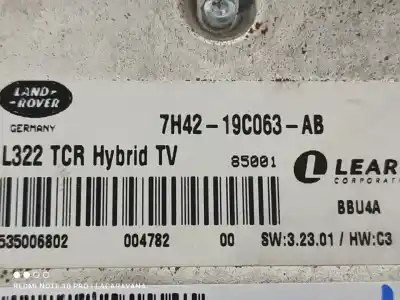 LAND-
ROVER
GERMANY
7H42-19C063-AB
L322 TCR Hybrid TV 85001
LEAR
CORPORATI
BBU4A
535006802 004782 00 SW:3.23.01 / HW:C3
REDMI NOTE 10 PRO | LACARAVANA